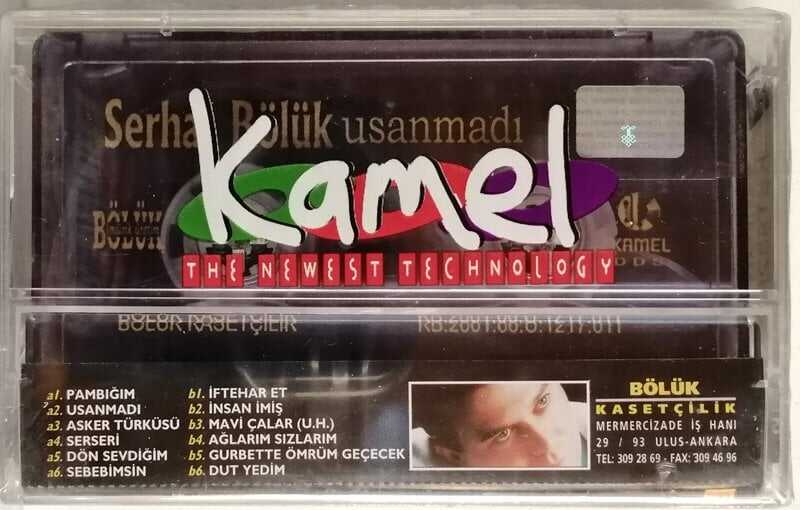 Serhat Bölük usanmadı
Kamel
BÖLÜK
KAMEL
THE NEWEST TECHNOLOGY
BÖLÜK KASETÇİLİK
a1. PAMBIĞIM
a2. USANMADI
a3. ASKER TÜRKÜSÜ
a4. SERSERİ
a5. DÖN SEVDİĞİM
a6. SEBEBİMSİN
b1. İFTEHAR ET
b2. İNSAN İMİŞ
b3. MAVİ ÇALAR (U.H.)
b4. AĞLARIM SIZLARIM
b5. GURBETTE ÖMRÜM GEÇECEK
b6. DUT YEDİM
BÖLÜK
KASETÇİLİK
MERMERCİZADE İŞ HANI
29 / 93 ULUS-ANKARA
TEL: 309 28 69 - FAX: 309 46 96